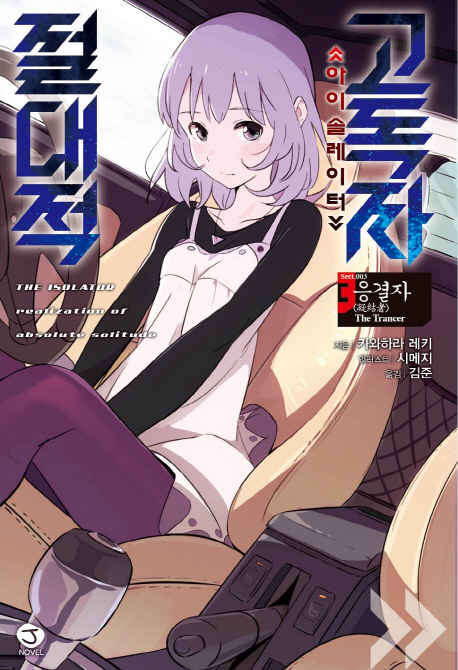 절대적
고독자
《아이솔레이터》
THE ISOLATOR
realization of
absolute solitude
Sect.003
응결자
(凝結者)
The Trancer
지음 | 카와하라 레키
일러스트 | 시메지
옮김 | 김준
J
NOVEL